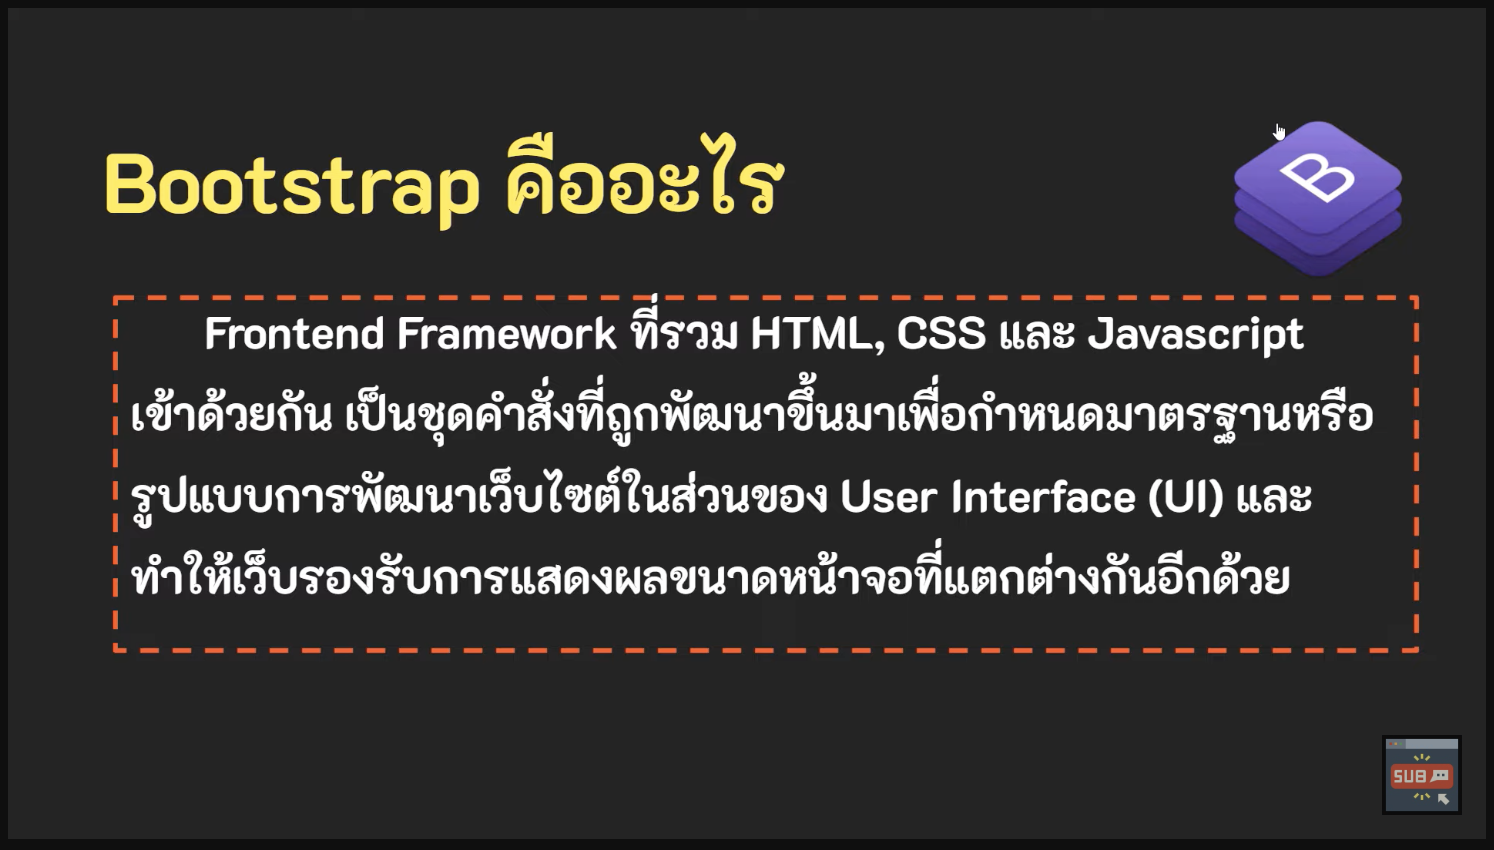 Bootstrap คืออะไร
B
Frontend Framework ที่รวม HTML, CSS และ Javascript
เข้าด้วยกัน เป็นชุดคำสั่งที่ถูกพัฒนาขึ้นมาเพื่อกำหนดมาตรฐานหรือ
รูปแบบการพัฒนาเว็บไซต์ในส่วนของ User Interface (UI) และ
ทำให้เว็บรองรับการแสดงผลขนาดหน้าจอที่แตกต่างกันอีกด้วย
SUB